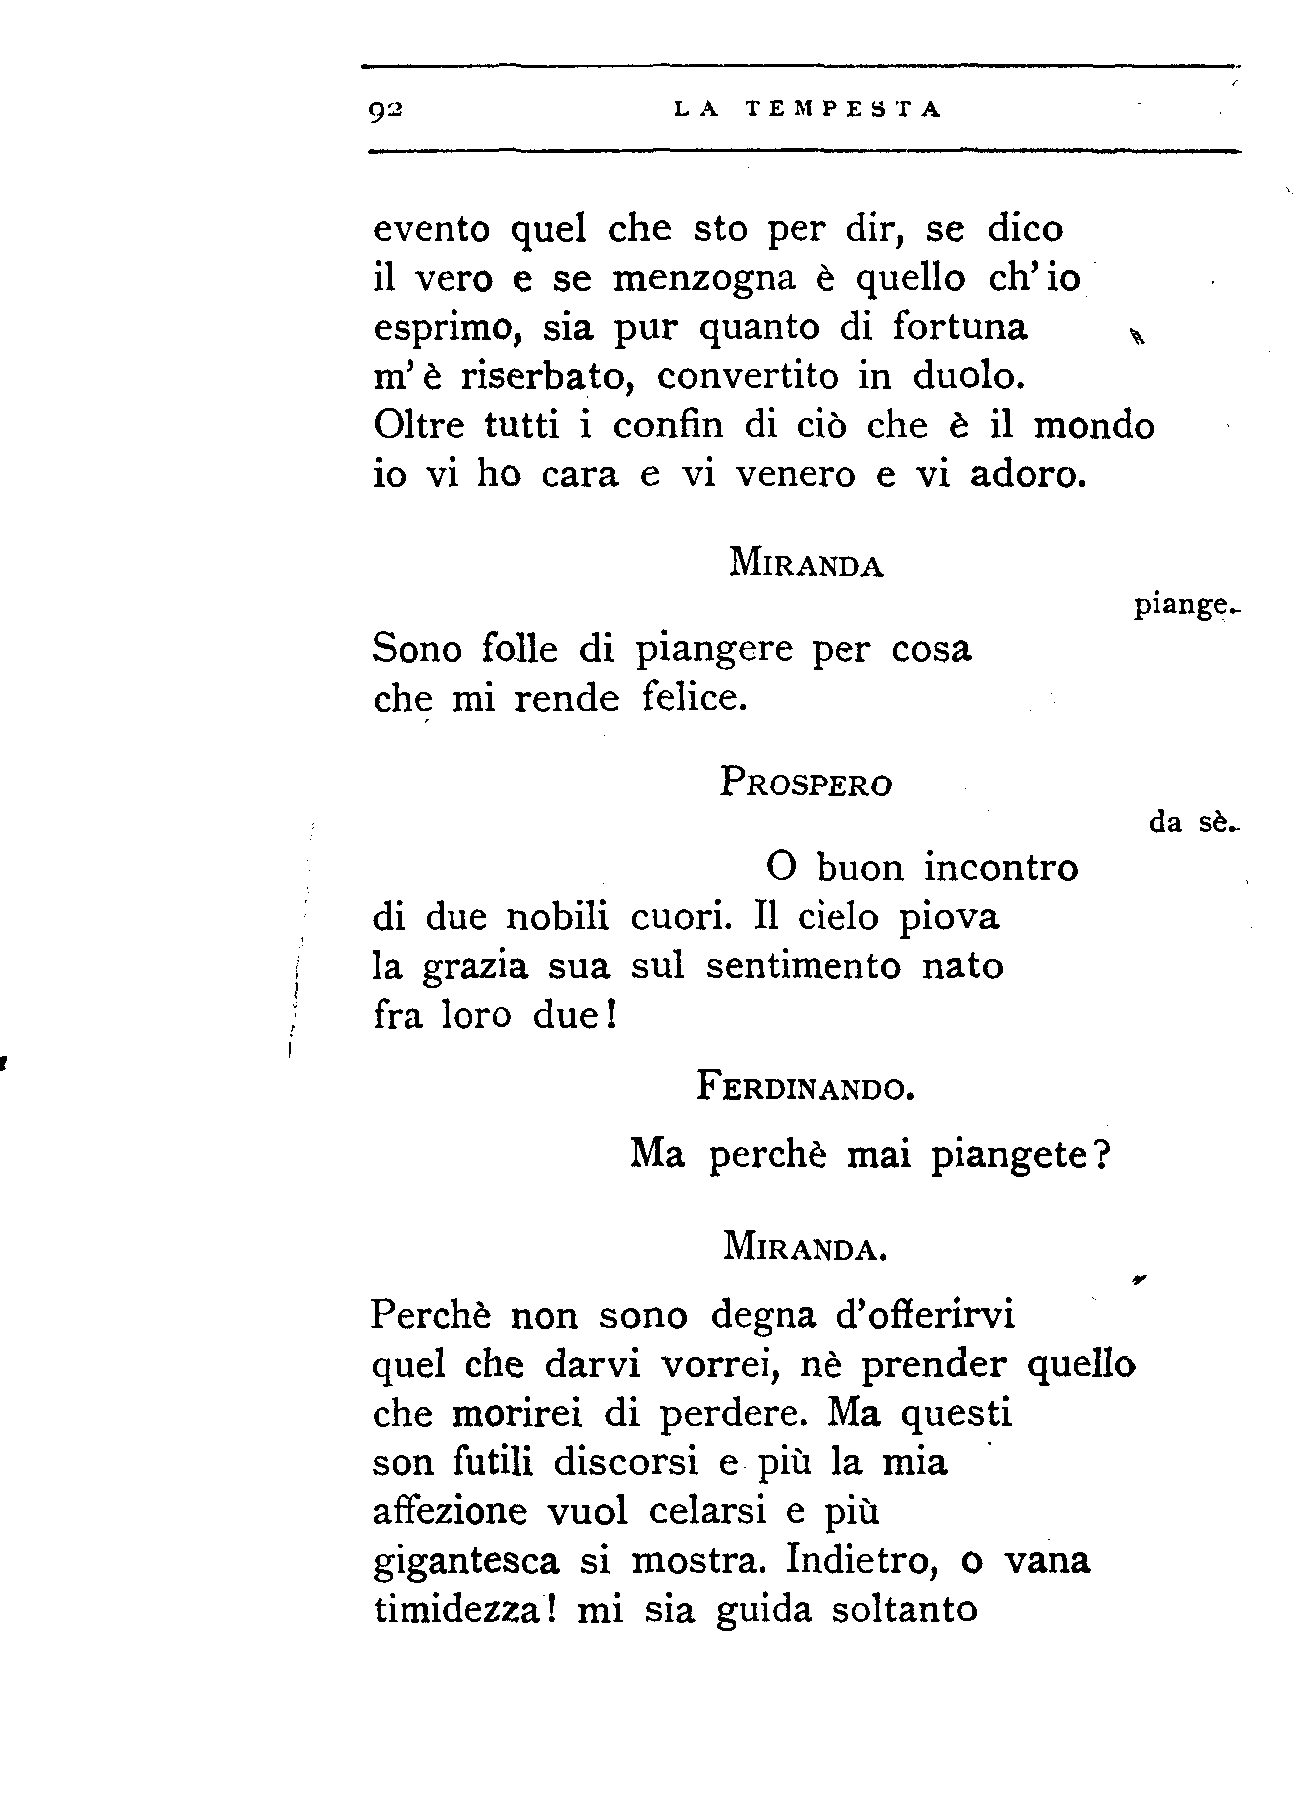 92 LA TEMPESTA
evento quel che sto per dir, se dico
il vero e se menzogna è quello ch' io
esprimo, sia pur quanto di fortuna
m' è riserbato, convertito in duolo.
Oltre tutti i confin di ciò che è il mondo
io vi ho cara e vi venero e vi adoro.
MIRANDA
piange.
Sono folle di piangere per cosa
che mi rende felice.
PROSPERO
da sè.
O buon incontro
di due nobili cuori. Il cielo piova
la grazia sua sul sentimento nato
fra loro due!
FERDINANDO.
Ma perchè mai piangete?
MIRANDA.
Perchè non sono degna d'offerirvi
quel che darvi vorrei, nè prender quello
che morirei di perdere. Ma questi
son futili discorsi e più la mia
affezione vuol celarsi e più
gigantesca si mostra. Indietro, o vana
timidezza! mi sia guida soltanto